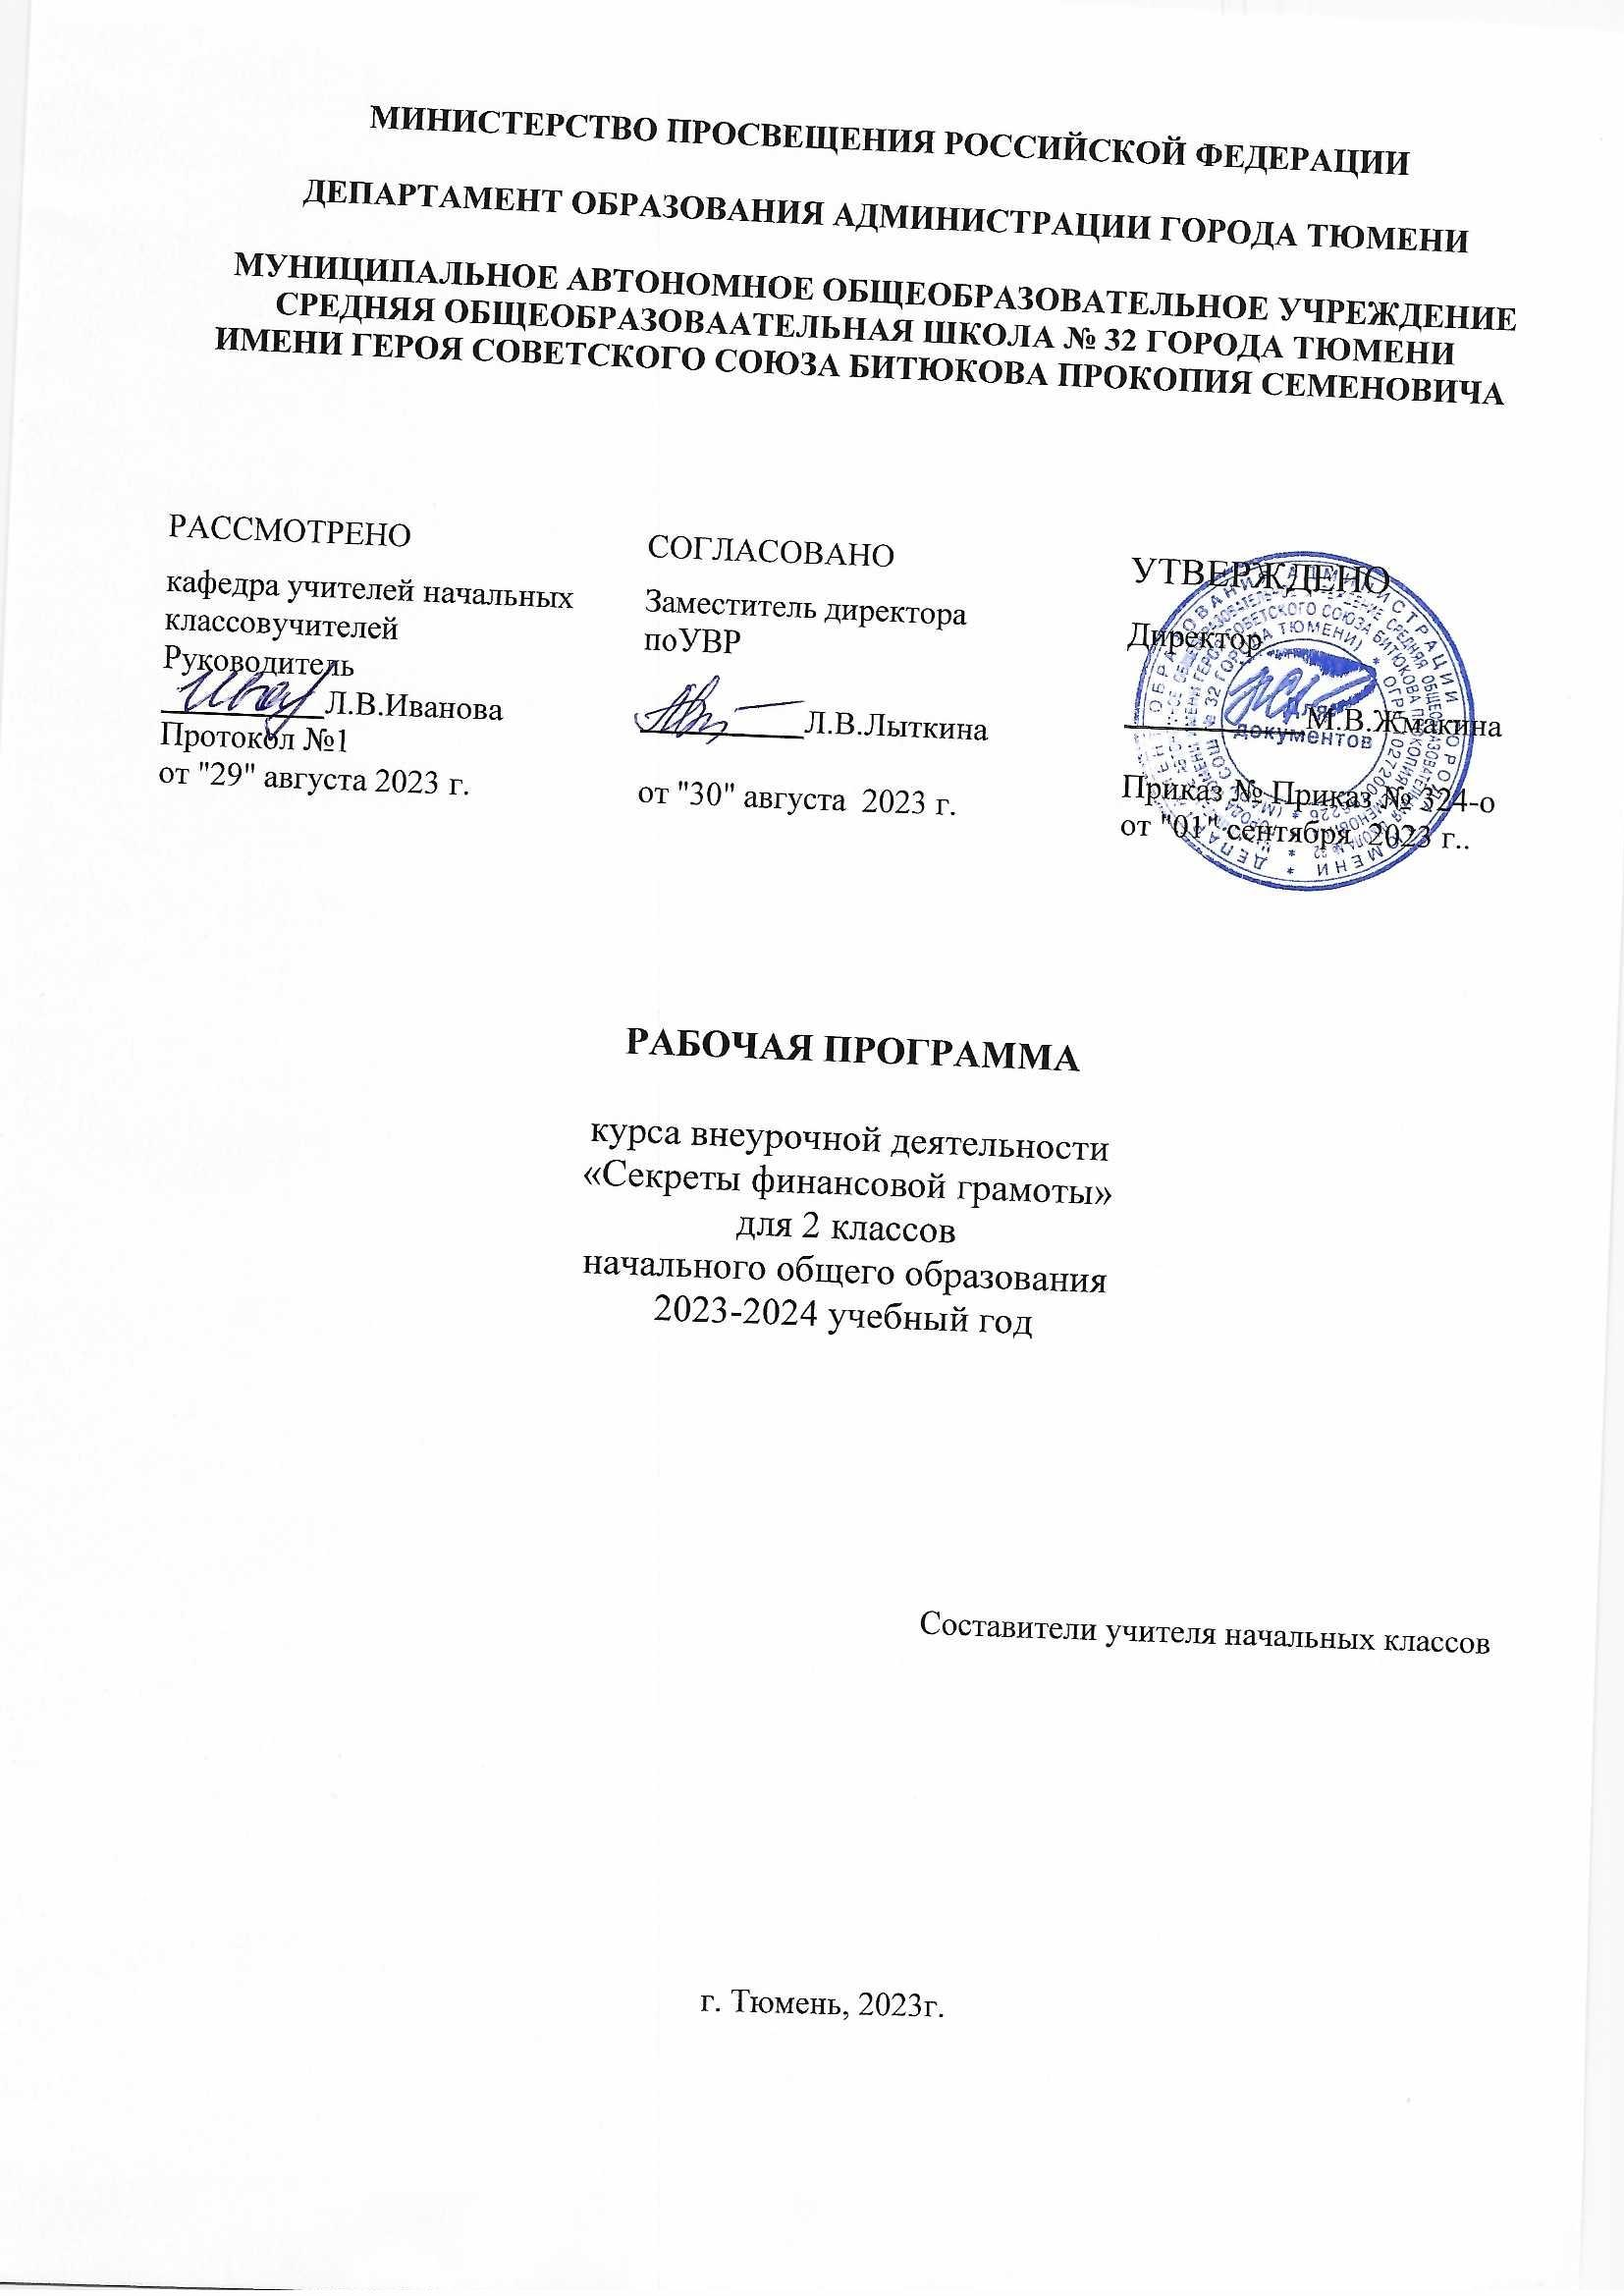 МИНИСТЕРСТВО ПРОСВЕЩЕНИЯ РОССИЙСКОЙ ФЕДЕРАЦИИ
ДЕПАРТАМЕНТ ОБРАЗОВАНИЯ АДМИНИСТРАЦИИ ГОРОДА ТЮМЕНИ
МУНИЦИПАЛЬНОЕ АВТОНОМНОЕ ОБЩЕОБРАЗОВАТЕЛЬНОЕ УЧРЕЖДЕНИЕ
СРЕДНЯЯ ОБЩЕОБРАЗОВААТЕЛЬНАЯ ШКОЛА № 32 ГОРОДА ТЮМЕНИ
ИМЕНИ ГЕРОЯ СОВЕТСКОГО СОЮЗА БИТЮКОВА ПРОКОПИЯ СЕМЕНОВИЧА
РАССМОТРЕНО
кафедра учителей начальных
классовучителей
Руководитель
Л.В.Иванова
Протокол №1
от "29" августа 2023 г.
СОГЛАСОВАНО
Заместитель директора
поУВР
Л.В.Лыткина
от "30" августа 2023 г.
УТВЕРЖДЕНО
Директор
М.В.Жмакина
Приказ № Приказ № 324-о
от "01" сентября 2023 г..
Для
документов
РАБОЧАЯ ПРОГРАММА
курса внеурочной деятельности
«Секреты финансовой грамоты»
для 2 классов
начального общего образования
2023-2024 учебный год
Составители учителя начальных классов
г. Тюмень, 2023г.